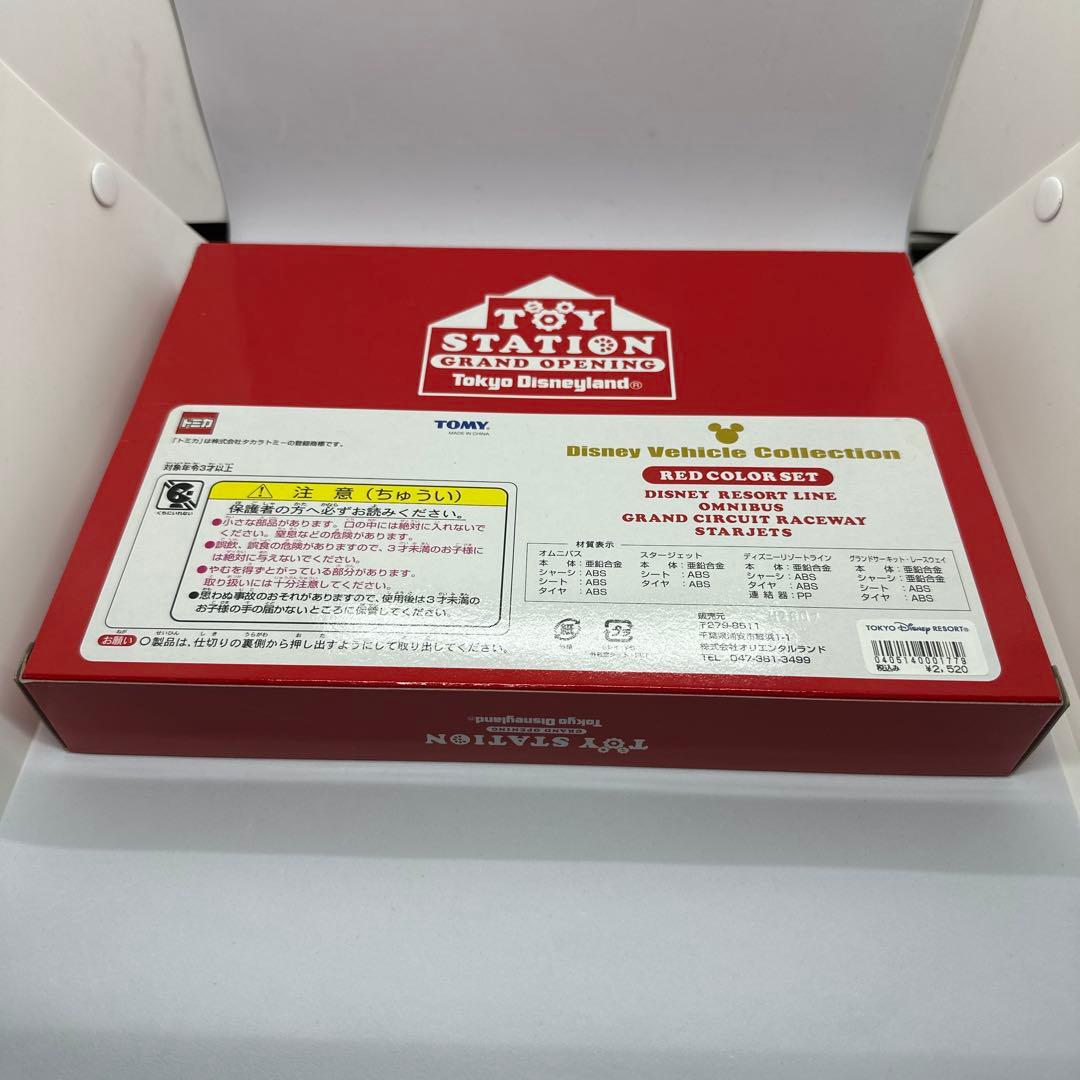 TOY
STATION
GRAND OPENING
Tokyo Disneyland®
トミカ
「トミカ」は株式会社タカラトミーの登録商標です。
TOMY
MADE IN CHINA
Disney Vehicle Collection
RED COLOR SET
DISNEY RESORT LINE
OMNIBUS
GRAND CIRCUIT RACEWAY
STARJETS
対象年令3才以上
くちにいれない
注意(ちゅうい)
保護者の方へ必ずお読みください。
●小さな部品があります。口の中には絶対に入れないで
ください。窒息などの危険があります。
●誤飲、誤食の危険がありますので、3才未満のお子様に
は絶対に与えないでください。
●やむを得ずとがっている部分があります。
取り扱いには十分注意してください。
●思わぬ事故のおそれがありますので、使用後は3才未満の
お子様の手の届かないところに保管してください。
お願い ○製品は、仕切りの裏側から押し出すようにして取り出してください。
材質表示
オムニバス
本体:亜鉛合金
シャーシ:ABS
シート:ABS
タイヤ:ABS
スタージェット
本体:亜鉛合金
シート:ABS
タイヤ:ABS
ディズニーリゾートライン
本体:亜鉛合金
シャーシ:ABS
タイヤ:ABS
連結器:PP
グランドサーキット・レースウェイ
本体:亜鉛合金
シャーシ:亜鉛合金
シート:ABS
タイヤ:ABS
紙
プラ
販売元
〒279-8511
千葉県浦安市舞浜1-1
株式会社オリエンタルランド
TEL 047-381-3499
TOKYO Disney RESORT®
0405140001779
税込み ¥2,520
TOY STATION
GRAND OPENING
Tokyo Disneyland®